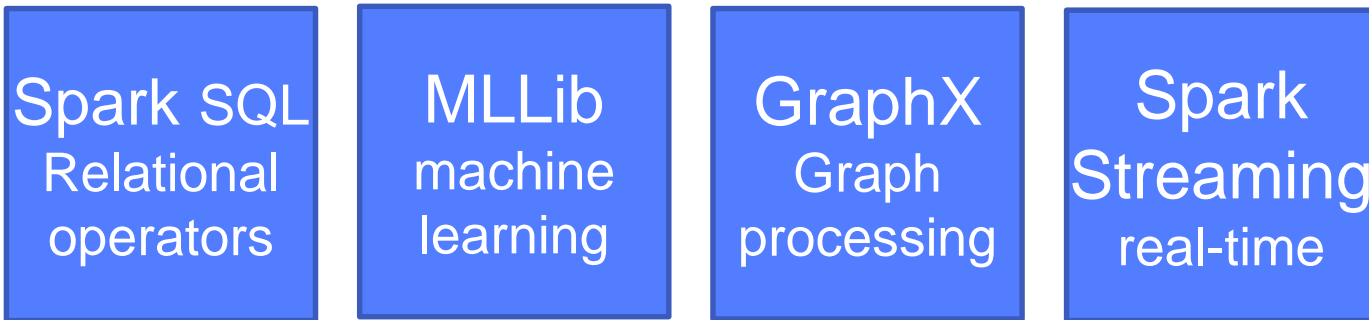 Spark SQL
Relational
operators
MLLib
machine
learning
GraphX
Graph
processing
Spark
Streaming
real-time